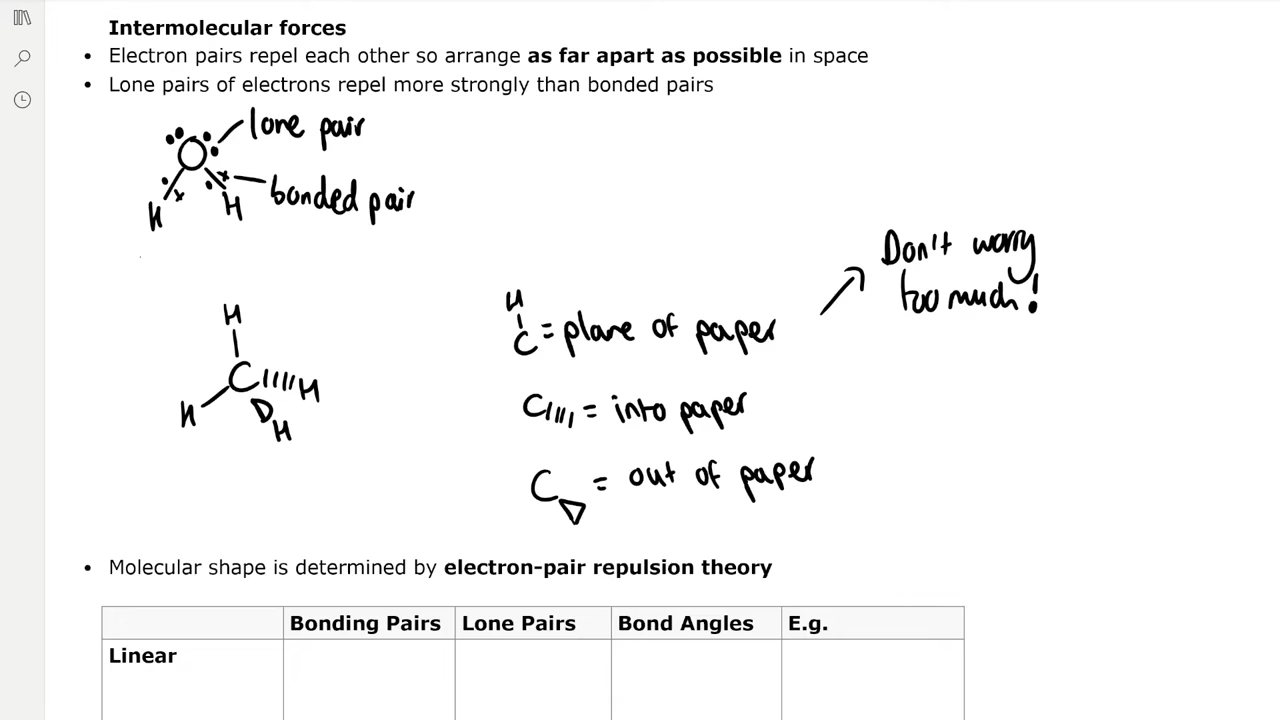 Intermolecular forces
• Electron pairs repel each other so arrange as far apart as possible in space
• Lone pairs of electrons repel more strongly than bonded pairs
lone pair
O
bonded pair
H H
Don't worry
too much!
H
C = plane of paper
H
C H
H
H
C = into paper
C = out of paper
• Molecular shape is determined by electron-pair repulsion theory
Bonding Pairs Lone Pairs Bond Angles E.g.
Linear